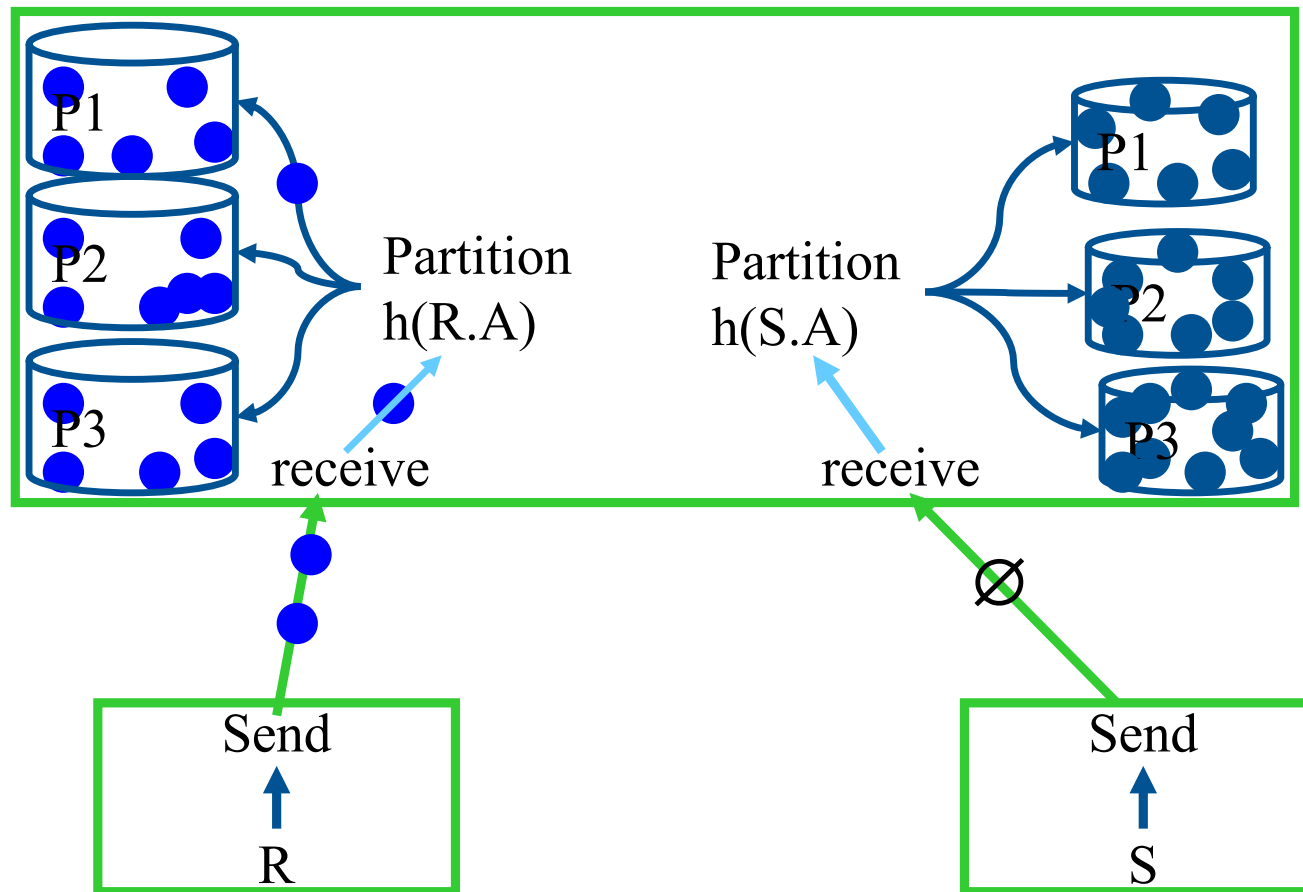 P1
P2
P3
Partition
h(R.A)
receive
Partition
h(S.A)
receive
P1
P2
P3
Send
R
Send
S